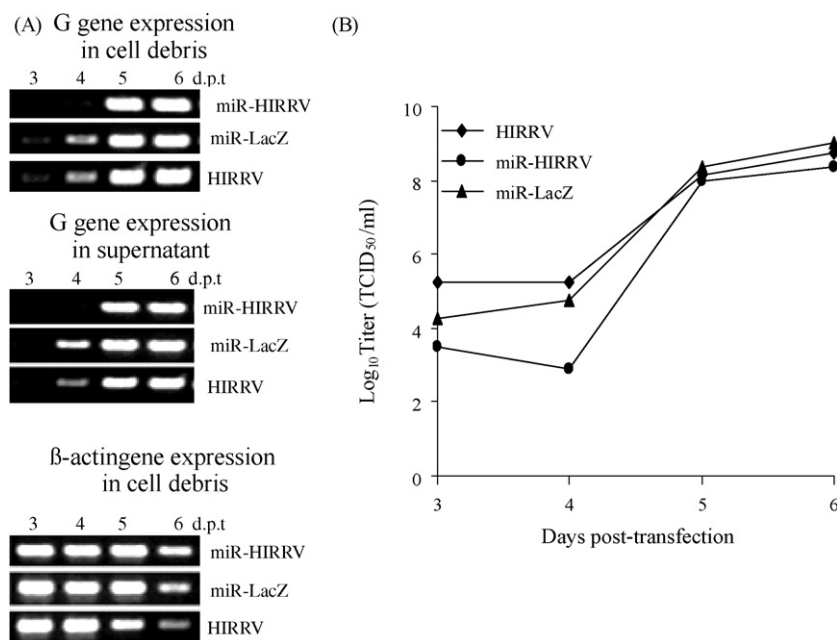 (A)
G gene expression
in cell debris
3 4 5 6 d.p.t
miR-HIRRV
miR-LacZ
HIRRV
G gene expression
in supernatant
3 4 5 6 d.p.t
miR-HIRRV
miR-LacZ
HIRRV
ß-actingene expression
in cell debris
3 4 5 6 d.p.t
miR-HIRRV
miR-LacZ
HIRRV
(B)
HIRRV
miR-HIRRV
miR-LacZ
Log10 Titer (TCID50/ml)
10
8
6
4
2
0
3 4 5 6
Days post-transfection